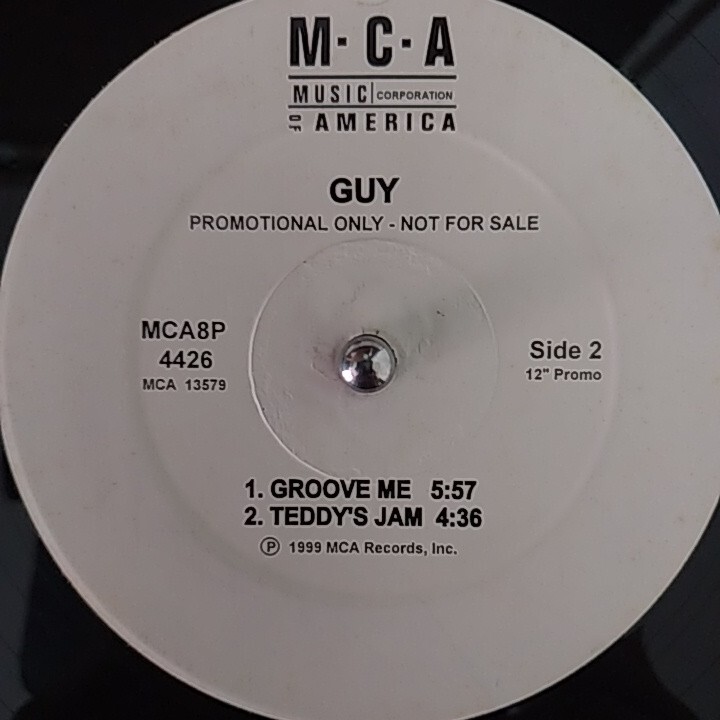 M·C·A
MUSIC CORPORATION
OF AMERICA
GUY
PROMOTIONAL ONLY - NOT FOR SALE
MCA8P
4426
MCA 13579
Side 2
12" Promo
1. GROOVE ME 5:57
2. TEDDY'S JAM 4:36
Ⓟ 1999 MCA Records, Inc.